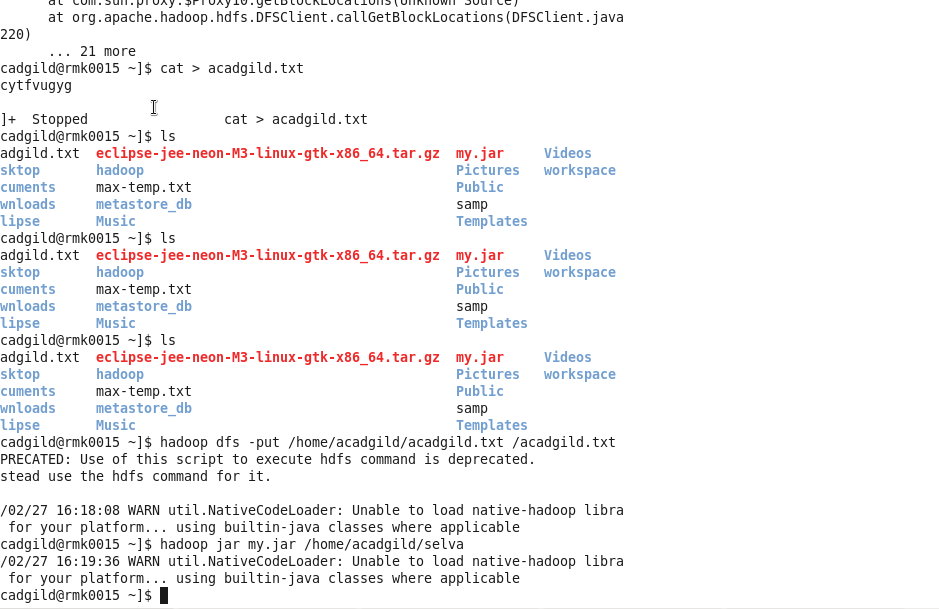 at com.sun.proxy.$Proxy10.getBlockLocations(Unknown Source)
at org.apache.hadoop.hdfs.DFSClient.callGetBlockLocations(DFSClient.java
220)
... 21 more
cadgild@rmk0015 ~]$ cat > acadgild.txt
cytfvugyg
]+  Stopped                 cat > acadgild.txt
cadgild@rmk0015 ~]$ ls
adgild.txt  eclipse-jee-neon-M3-linux-gtk-x86_64.tar.gz  my.jar     Videos
sktop       hadoop                                       Pictures   workspace
cuments     max-temp.txt                                 Public
wnloads     metastore_db                                 samp
lipse       Music                                        Templates
cadgild@rmk0015 ~]$ ls
adgild.txt  eclipse-jee-neon-M3-linux-gtk-x86_64.tar.gz  my.jar     Videos
sktop       hadoop                                       Pictures   workspace
cuments     max-temp.txt                                 Public
wnloads     metastore_db                                 samp
lipse       Music                                        Templates
cadgild@rmk0015 ~]$ ls
adgild.txt  eclipse-jee-neon-M3-linux-gtk-x86_64.tar.gz  my.jar     Videos
sktop       hadoop                                       Pictures   workspace
cuments     max-temp.txt                                 Public
wnloads     metastore_db                                 samp
lipse       Music                                        Templates
cadgild@rmk0015 ~]$ hadoop dfs -put /home/acadgild/acadgild.txt /acadgild.txt
PRECATED: Use of this script to execute hdfs command is deprecated.
stead use the hdfs command for it.
/02/27 16:18:08 WARN util.NativeCodeLoader: Unable to load native-hadoop libra
for your platform... using builtin-java classes where applicable
cadgild@rmk0015 ~]$ hadoop jar my.jar /home/acadgild/selva
/02/27 16:19:36 WARN util.NativeCodeLoader: Unable to load native-hadoop libra
for your platform... using builtin-java classes where applicable
cadgild@rmk0015 ~]$